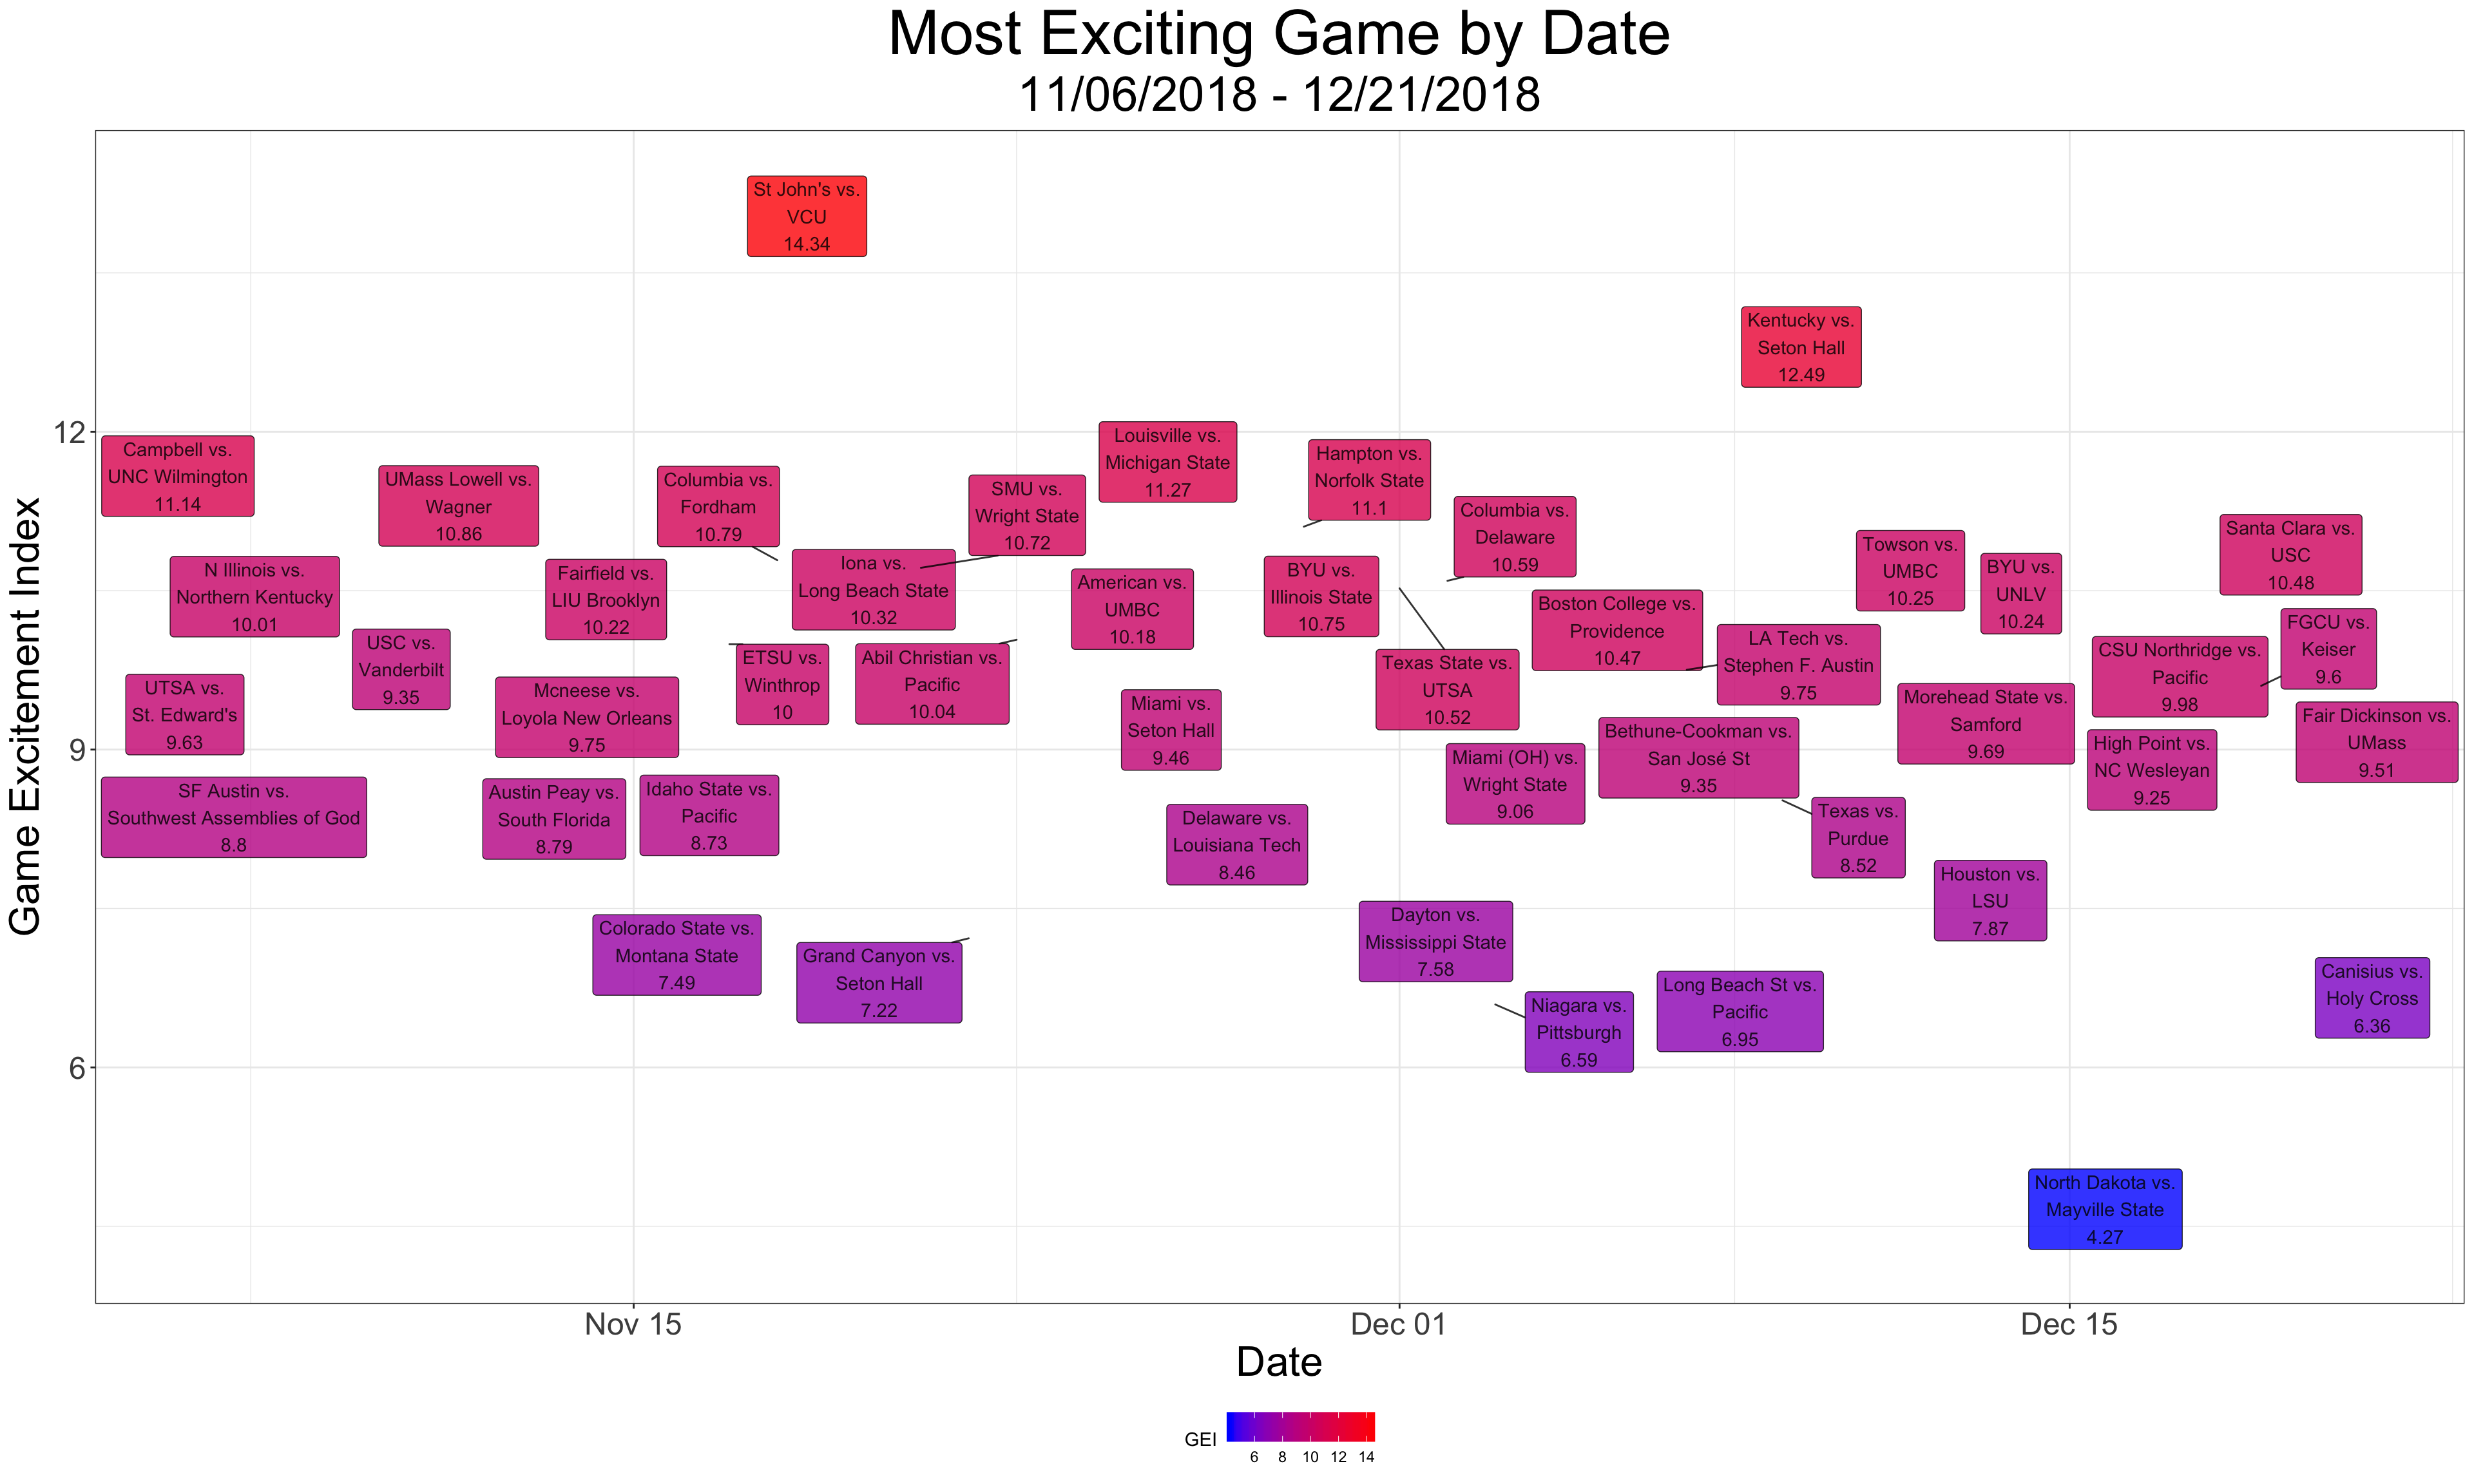 Most Exciting Game by Date
11/06/2018 - 12/21/2018
Game Excitement Index
12
9
6
St John's vs.
VCU
14.34
Kentucky vs.
Seton Hall
12.49
Campbell vs.
UNC Wilmington
11.14
UMass Lowell vs.
Wagner
10.86
Columbia vs.
Fordham
10.79
SMU vs.
Wright State
10.72
Louisville vs.
Michigan State
11.27
Hampton vs.
Norfolk State
11.1
Columbia vs.
Delaware
10.59
Santa Clara vs.
USC
10.48
N Illinois vs.
Northern Kentucky
10.01
Fairfield vs.
LIU Brooklyn
10.22
Iona vs.
Long Beach State
10.32
American vs.
UMBC
10.18
BYU vs.
Illinois State
10.75
Boston College vs.
Providence
10.47
Towson vs.
UMBC
10.25
BYU vs.
UNLV
10.24
FGCU vs.
Keiser
9.6
USC vs.
Vanderbilt
9.35
ETSU vs.
Winthrop
10
Abil Christian vs.
Pacific
10.04
Texas State vs.
UTSA
10.52
LA Tech vs.
Stephen F. Austin
9.75
CSU Northridge vs.
Pacific
9.98
UTSA vs.
St. Edward's
9.63
Mcneese vs.
Loyola New Orleans
9.75
Miami vs.
Seton Hall
9.46
Morehead State vs.
Samford
9.69
Fair Dickinson vs.
UMass
9.51
Bethune-Cookman vs.
San José St
9.35
Miami (OH) vs.
Wright State
9.06
High Point vs.
NC Wesleyan
9.25
SF Austin vs.
Southwest Assemblies of God
8.8
Austin Peay vs.
South Florida
8.79
Idaho State vs.
Pacific
8.73
Delaware vs.
Louisiana Tech
8.46
Texas vs.
Purdue
8.52
Houston vs.
LSU
7.87
Colorado State vs.
Montana State
7.49
Grand Canyon vs.
Seton Hall
7.22
Dayton vs.
Mississippi State
7.58
Niagara vs.
Pittsburgh
6.59
Long Beach St vs.
Pacific
6.95
Canisius vs.
Holy Cross
6.36
North Dakota vs.
Mayville State
4.27
Nov 15
Dec 01
Dec 15
Date
GEI
6 8 10 12 14